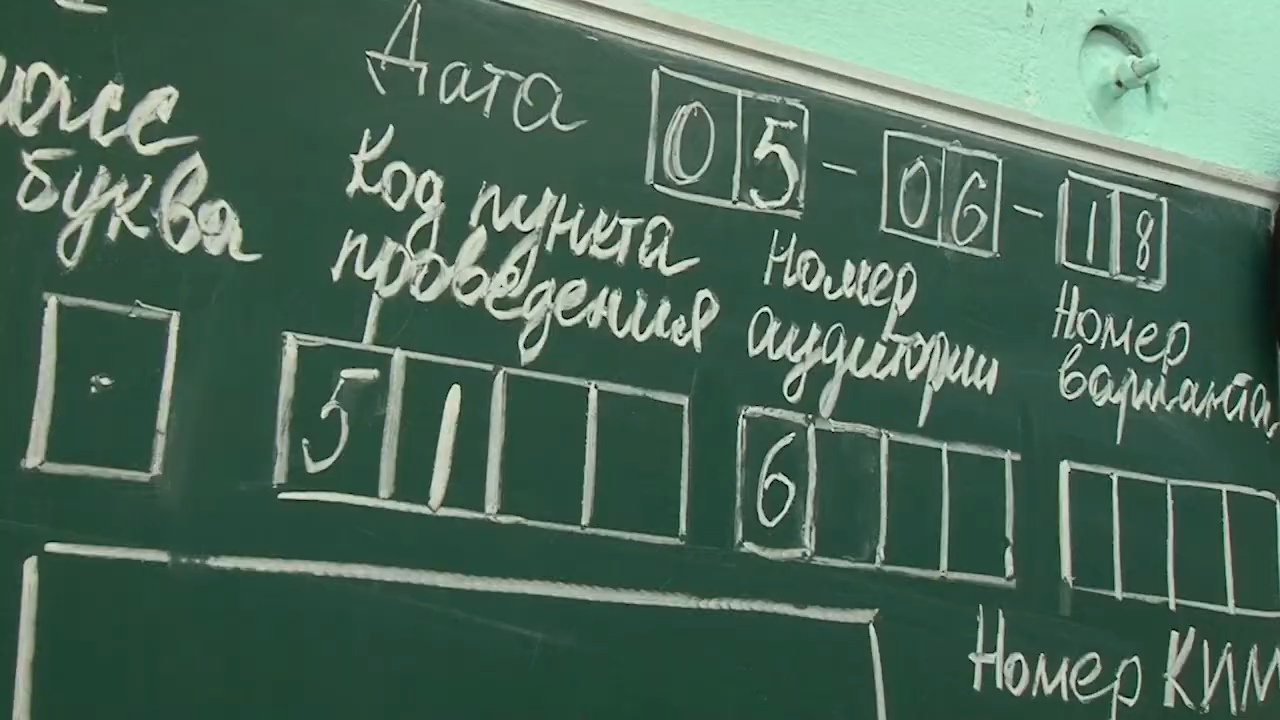 Дата 05-06-18
буква
Код пункта
проведения
Номер
аудитории
Номер
варианта
51
6
Номер КИМ